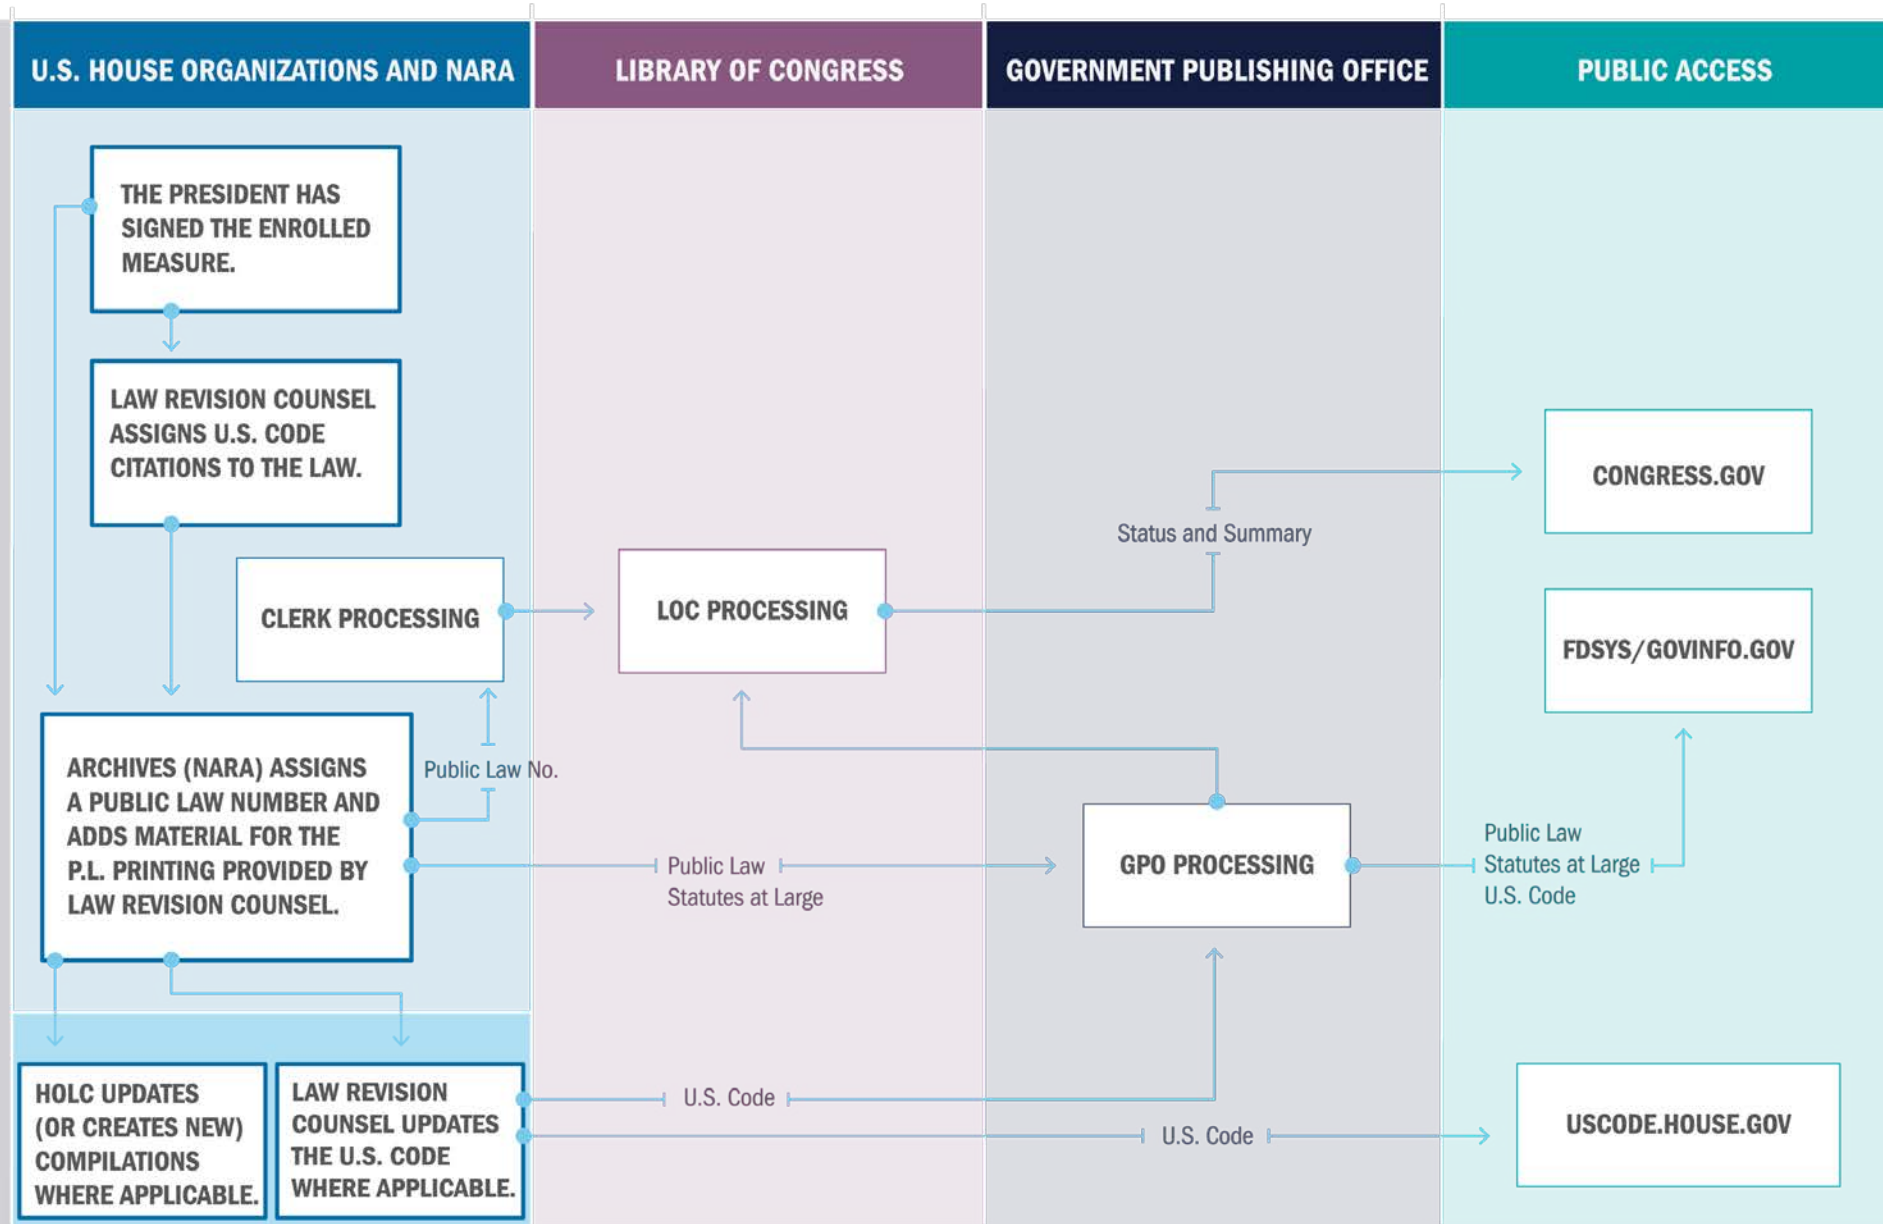 U.S. HOUSE ORGANIZATIONS AND NARA
LIBRARY OF CONGRESS
GOVERNMENT PUBLISHING OFFICE
PUBLIC ACCESS
THE PRESIDENT HAS
SIGNED THE ENROLLED
MEASURE.
LAW REVISION COUNSEL
ASSIGNS U.S. CODE
CITATIONS TO THE LAW.
CLERK PROCESSING
LOC PROCESSING
Status and Summary
CONGRESS.GOV
FDSYS/GOVINFO.GOV
ARCHIVES (NARA) ASSIGNS
A PUBLIC LAW NUMBER AND
ADDS MATERIAL FOR THE
P.L. PRINTING PROVIDED BY
LAW REVISION COUNSEL.
Public Law No.
Public Law
Statutes at Large
GPO PROCESSING
Public Law
Statutes at Large
U.S. Code
HOLC UPDATES
(OR CREATES NEW)
COMPILATIONS
WHERE APPLICABLE.
LAW REVISION
COUNSEL UPDATES
THE U.S. CODE
WHERE APPLICABLE.
U.S. Code
U.S. Code
USCODE.HOUSE.GOV